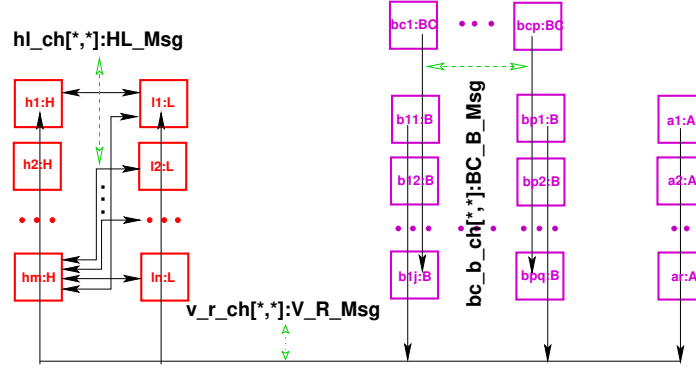 bc1:BC
bcp:BC
hl_ch[*,*]:HL_Msg
h1:H
l1:L
b11:B
bp1:B
a1:A
h2:H
l2:L
b12:B
bp2:B
a2:A
bc_b_ch[*,*]:BC_B_Msg
hm:H
ln:L
b1j:B
bpq:B
ar:A
v_r_ch[*,*]:V_R_Msg